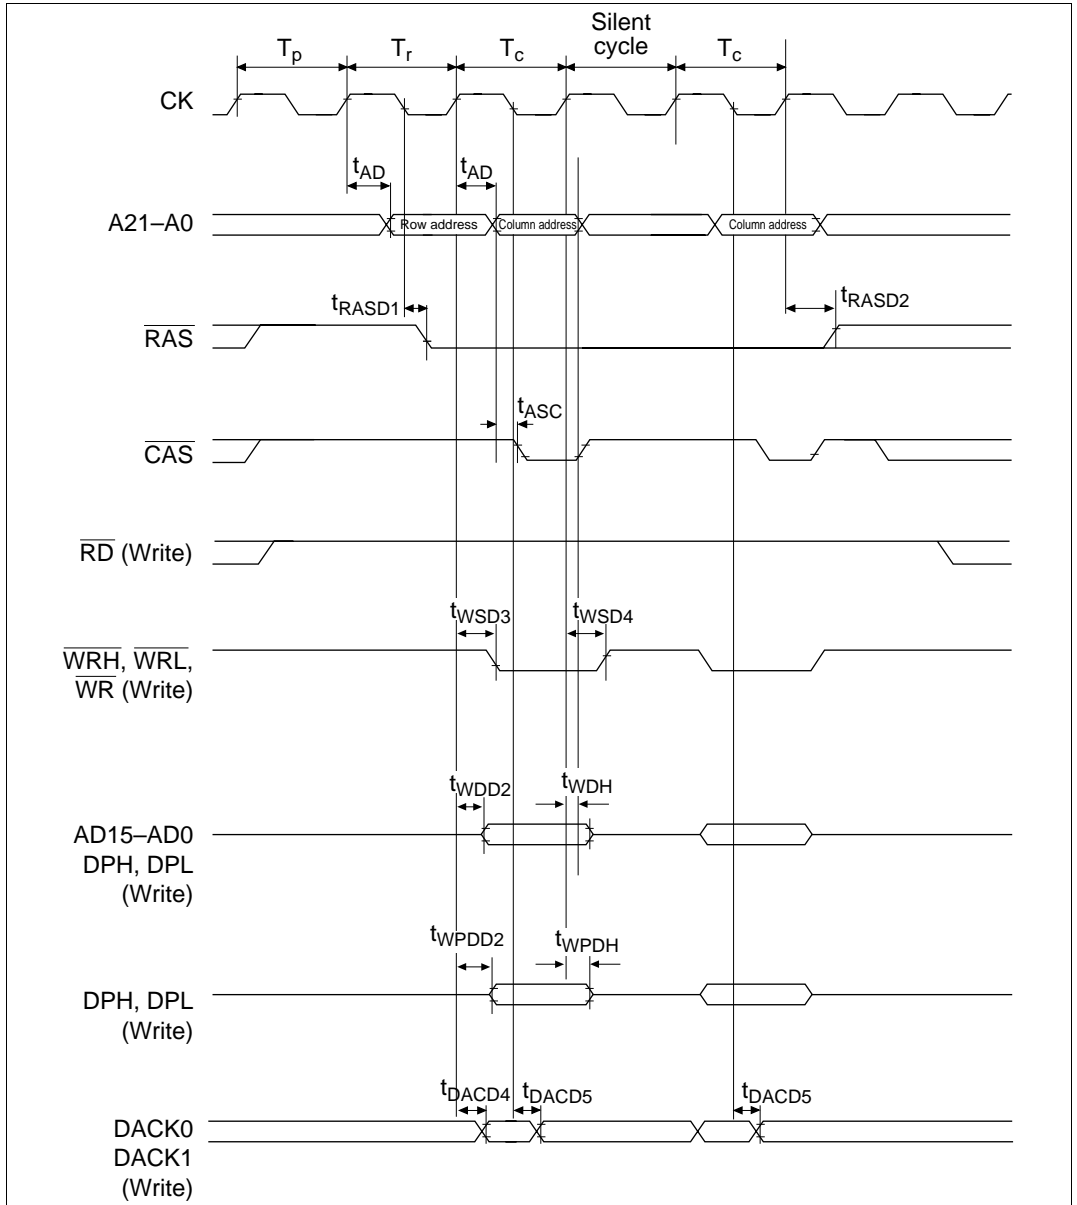 Silent
cycle
Tp Tr Tc Tc
CK
tAD tAD
A21–A0 Row address Column address Column address
tRASD1 tRASD2
RAS
tASC
CAS
RD (Write)
tWSD3 tWSD4
WRH, WRL,
WR (Write)
tWDD2 tWDH
AD15–AD0
DPH, DPL
(Write)
tWPDD2 tWPDH
DPH, DPL
(Write)
tDACD4 tDACD5 tDACD5
DACK0
DACK1
(Write)